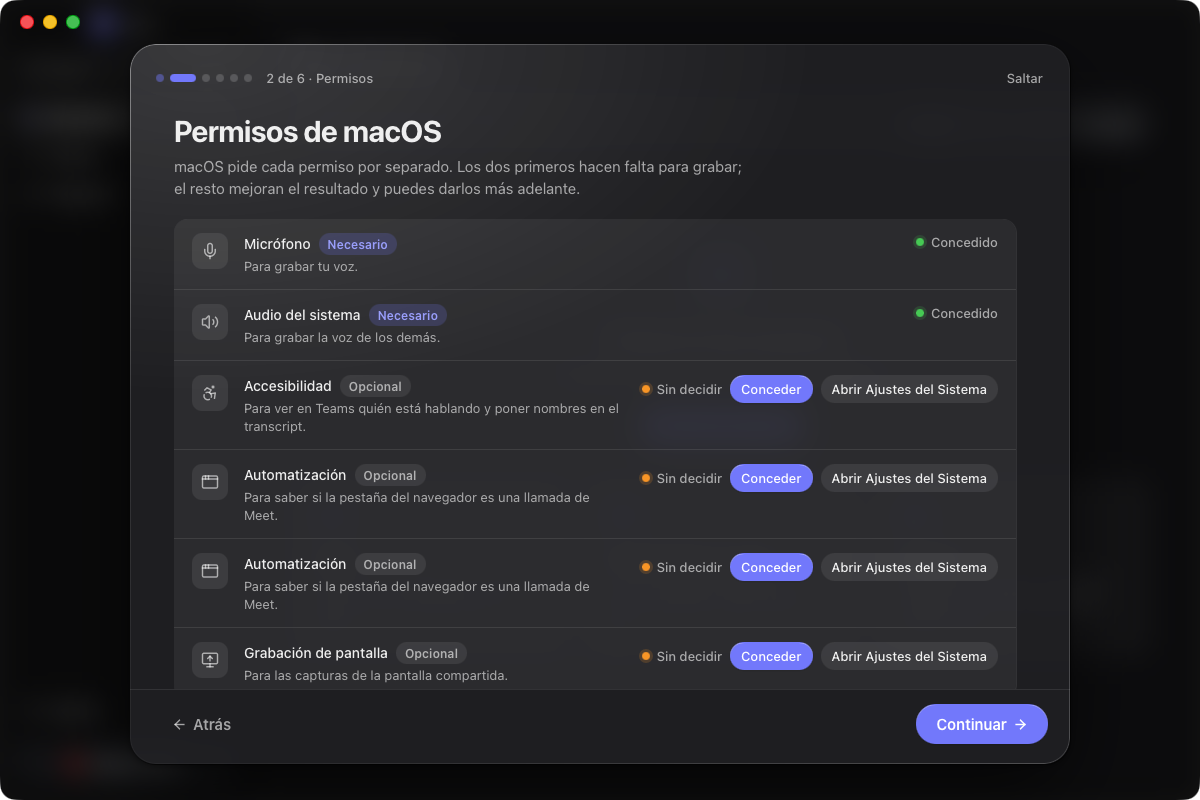 2 de 6 · Permisos
Saltar
Permisos de macOS
macOS pide cada permiso por separado. Los dos primeros hacen falta para grabar;
el resto mejoran el resultado y puedes darlos más adelante.
Micrófono Necesario
Concedido
Para grabar tu voz.
Audio del sistema Necesario
Concedido
Para grabar la voz de los demás.
Accesibilidad Opcional
Sin decidir Conceder Abrir Ajustes del Sistema
Para ver en Teams quién está hablando y poner nombres en el
transcript.
Automatización Opcional
Sin decidir Conceder Abrir Ajustes del Sistema
Para saber si la pestaña del navegador es una llamada de
Meet.
Automatización Opcional
Sin decidir Conceder Abrir Ajustes del Sistema
Para saber si la pestaña del navegador es una llamada de
Meet.
Grabación de pantalla Opcional
Sin decidir Conceder Abrir Ajustes del Sistema
Para las capturas de la pantalla compartida.
← Atrás
Continuar →